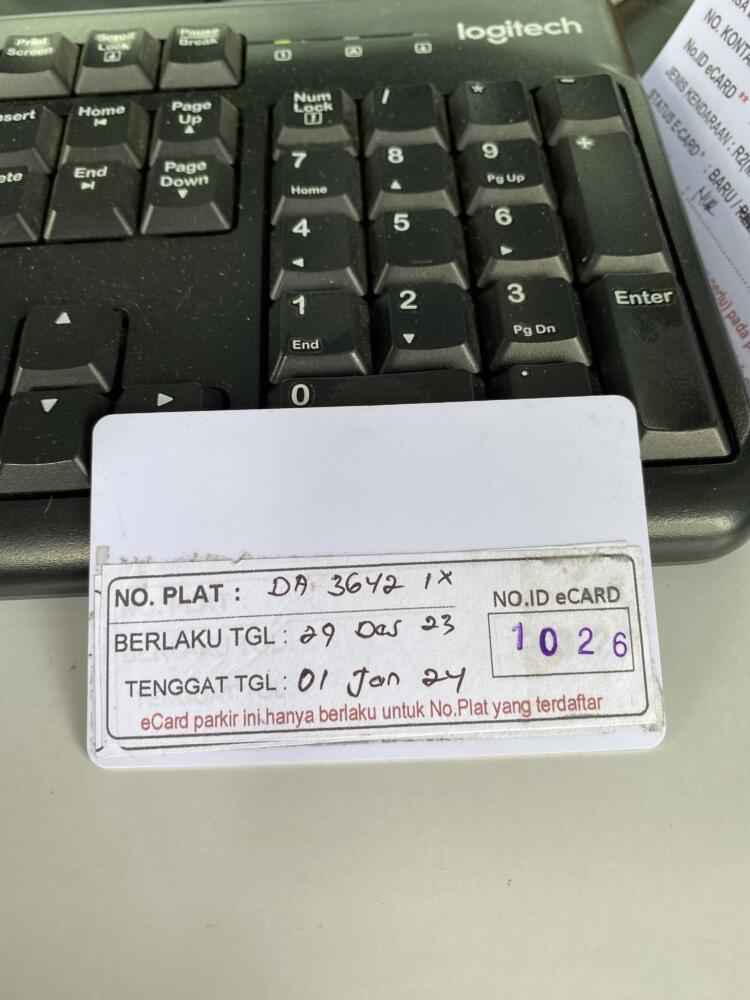 Print Screen
Scroll Lock
Pause Break
logitech
1
A
Home
Page Up
End
Page Down
Num Lock
/
*
-
7 Home
8
9 Pg Up
+
4
5
6
1 End
2
3 Pg Dn
Enter
0
.
NO. KONTA
No.ID eCARD **
JENIS KENDARAAN : R2
STATUS E-CARD * : BARU /
NO. PLAT : DA 3642 IX
NO.ID eCARD
BERLAKU TGL : 29 Des 23
1026
TENGGAT TGL : 01 Jan 24
eCard parkir ini hanya berlaku untuk No.Plat yang terdaftar